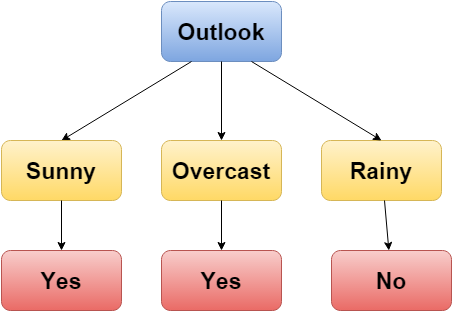 Outlook
Sunny
Overcast
Rainy
Yes
Yes
No